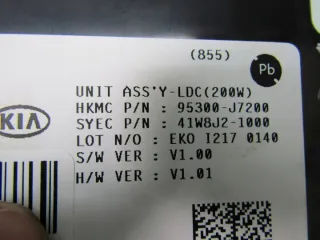 (855)
Pb
UNIT ASS'Y-LDC(200W)
HKMC P/N : 95300-J7200
KIA
SYEC P/N : 41W8J2-1000
LOT N/O : EKO I217 0140
S/W VER : V1.00
H/W VER : V1.01